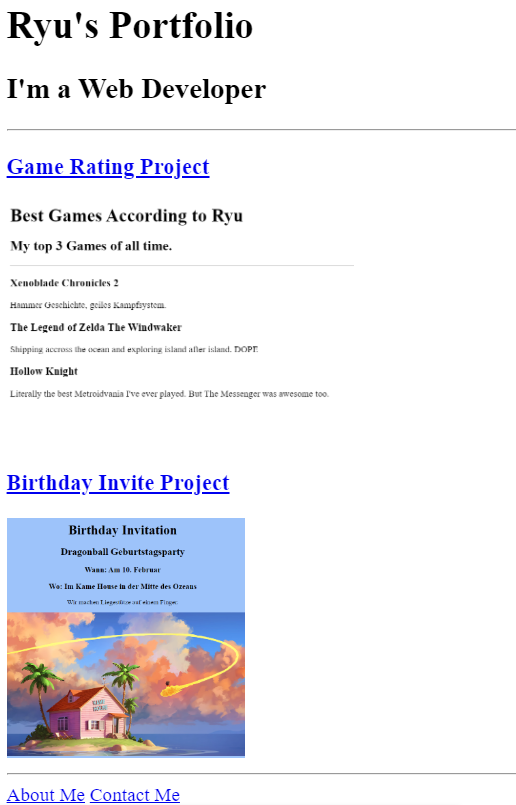 Ryu's Portfolio
I'm a Web Developer
Game Rating Project
Best Games According to Ryu
My top 3 Games of all time.
Xenoblade Chronicles 2
Hammer Geschichte, geiles Kampfsystem.
The Legend of Zelda The Windwaker
Shipping accross the ocean and exploring island after island. DOPE
Hollow Knight
Literally the best Metroidvania I've ever played. But The Messenger was awesome too.
Birthday Invite Project
Birthday Invitation
Dragonball Geburtstagsparty
Wann: Am 10. Februar
Wo: Im Kame House in der Mitte des Ozeans
Wir machen Liegestütze auf einem Finger.
KAME
About Me Contact Me